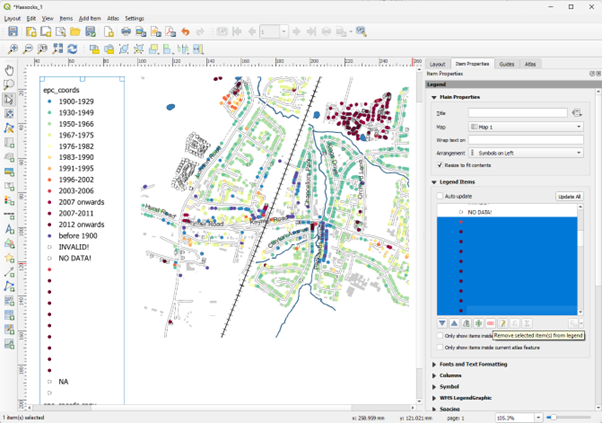 *Hassocks_1
Layout Edit View Items Add Item Atlas Settings
Layout Item Properties Guides Atlas
Item Properties
Legend
Main Properties
Title
Map Map 1
Wrap text on
Arrangement Symbols on Left
Resize to fit contents
Legend Items
Auto update Update All
NO DATA!
Remove selected item(s) from legend
Only show items inside
Only show items inside current atlas feature
Fonts and Text Formatting
Columns
Symbol
WMS LegendGraphic
Spacing
epc_coords
1900-1929
1930-1949
1950-1966
1967-1975
1976-1982
1983-1990
1991-1995
1996-2002
2003-2006
2007 onwards
2007-2011
2012 onwards
before 1900
INVALID!
NO DATA!
NA
Hurst Road
Keymer Road
1 item(s) selected
x: 258.939 mm y: 121.021 mm page: 1 105.3%